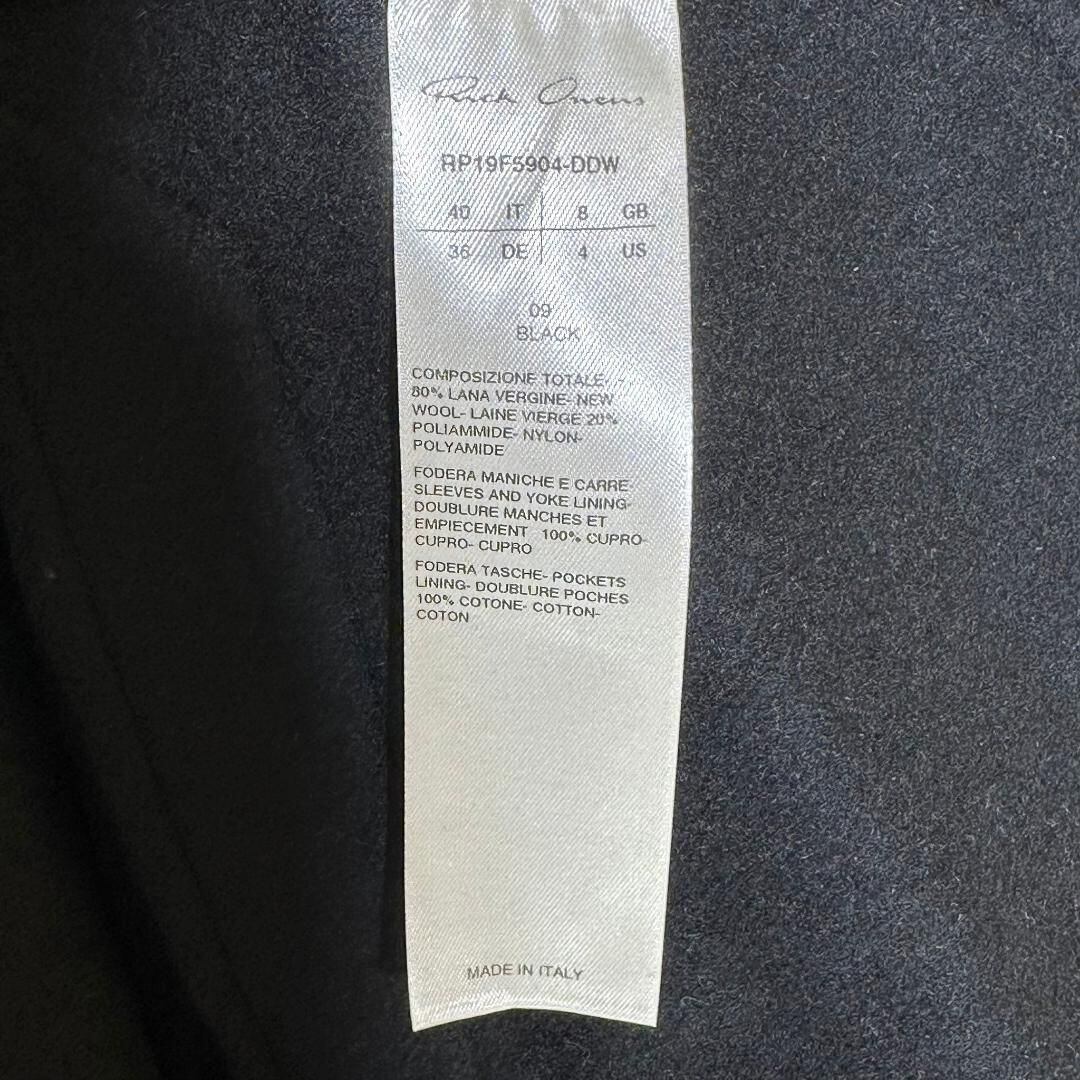 Rick Owens
RP19F5904-DDW
40 IT 8 GB
36 DE 4 US
09
BLACK
COMPOSIZIONE TOTALE- -
80% LANA VERGINE- NEW
WOOL- LAINE VIERGE 20%
POLIAMMIDE- NYLON-
POLYAMIDE
FODERA MANICHE E CARRE-
SLEEVES AND YOKE LINING-
DOUBLURE MANCHES ET
EMPIECEMENT 100% CUPRO-
CUPRO- CUPRO
FODERA TASCHE- POCKETS
LINING- DOUBLURE POCHES
100% COTONE- COTTON-
COTON
MADE IN ITALY